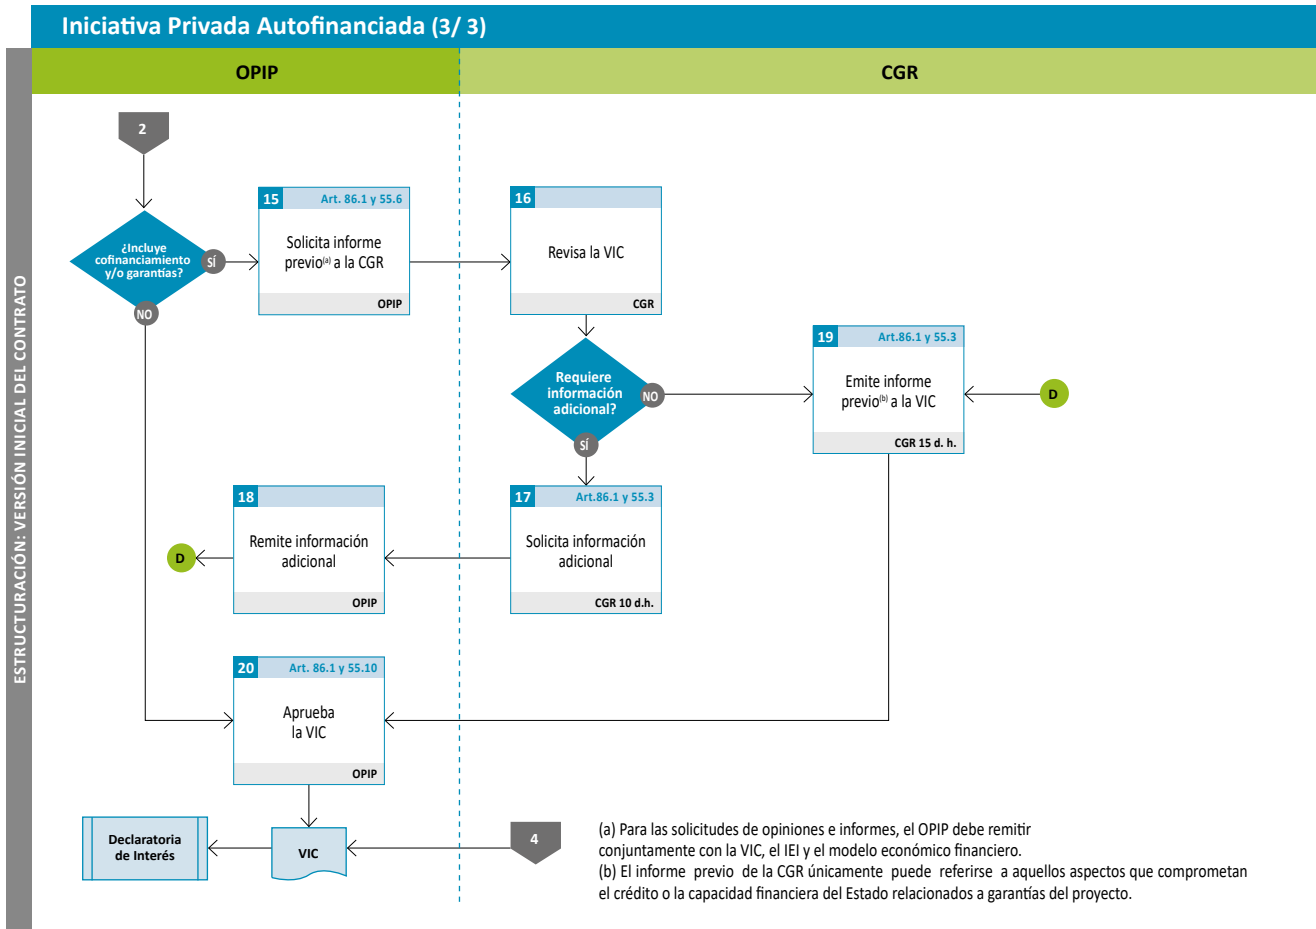 Iniciativa Privada Autofinanciada (3/ 3)
OPIP
CGR
ESTRUCTURACIÓN: VERSIÓN INICIAL DEL CONTRATO
2
¿Incluye
cofinanciamiento
y/o garantías?
SÍ
NO
15
Art. 86.1 y 55.6
Solicita informe
previo(a) a la CGR
OPIP
16
Revisa la VIC
CGR
Requiere
información
adicional?
NO
SÍ
19
Art.86.1 y 55.3
Emite informe
previo(b) a la VIC
CGR 15 d. h.
D
18
Remite información
adicional
OPIP
D
17
Art.86.1 y 55.3
Solicita información
adicional
CGR 10 d.h.
20
Art. 86.1 y 55.10
Aprueba
la VIC
OPIP
Declaratoria
de Interés
VIC
4
(a) Para las solicitudes de opiniones e informes, el OPIP debe remitir
conjuntamente con la VIC, el IEI y el modelo económico financiero.
(b) El informe previo de la CGR únicamente puede referirse a aquellos aspectos que comprometan
el crédito o la capacidad financiera del Estado relacionados a garantías del proyecto.